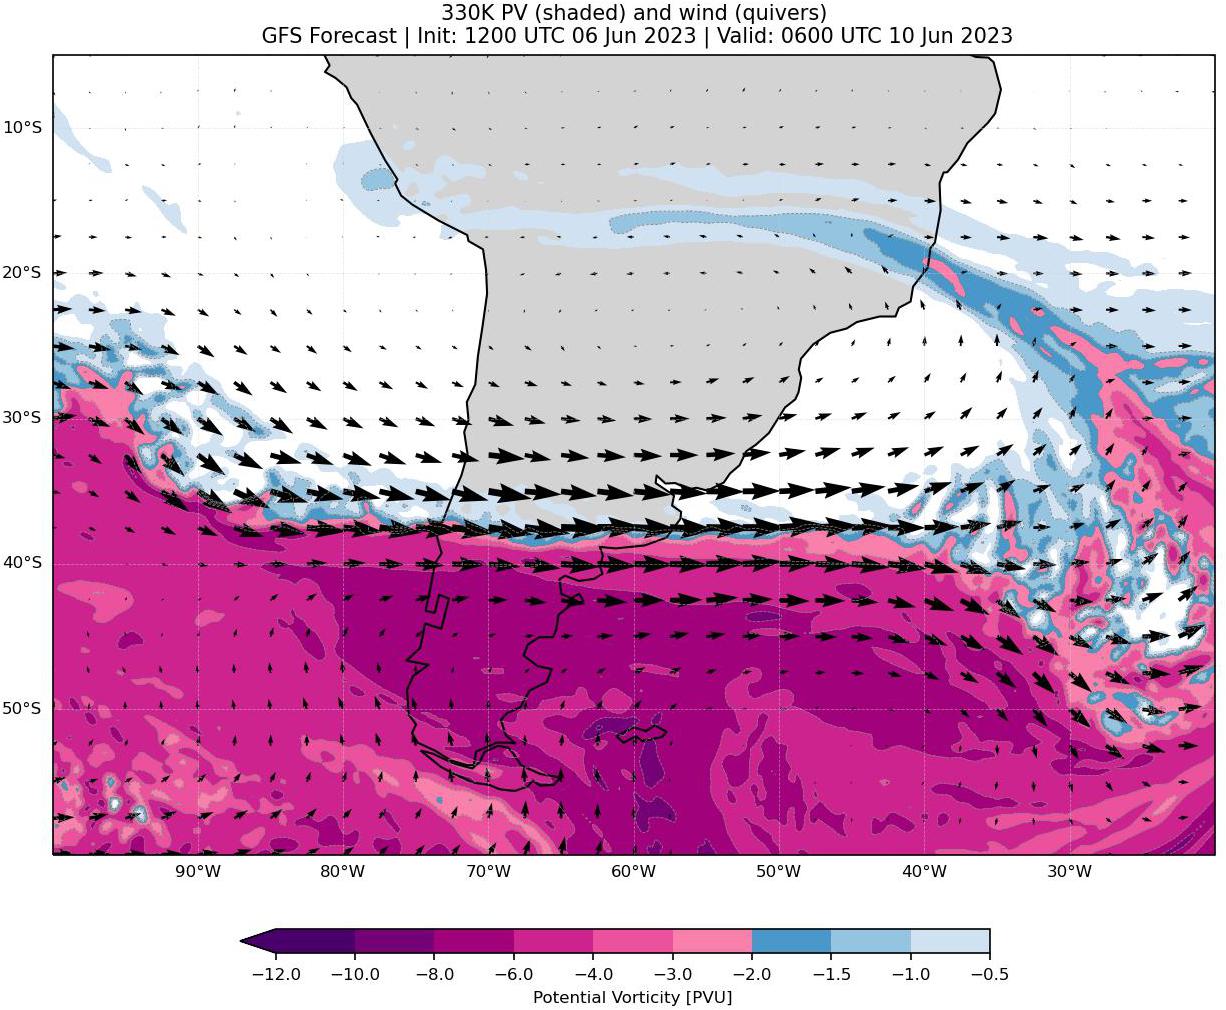 330K PV (shaded) and wind (quivers)
GFS Forecast | Init: 1200 UTC 06 Jun 2023 | Valid: 0600 UTC 10 Jun 2023
10°S
20°S
30°S
40°S
50°S
90°W 80°W 70°W 60°W 50°W 40°W 30°W
−12.0 −10.0 −8.0 −6.0 −4.0 −3.0 −2.0 −1.5 −1.0 −0.5
Potential Vorticity [PVU]